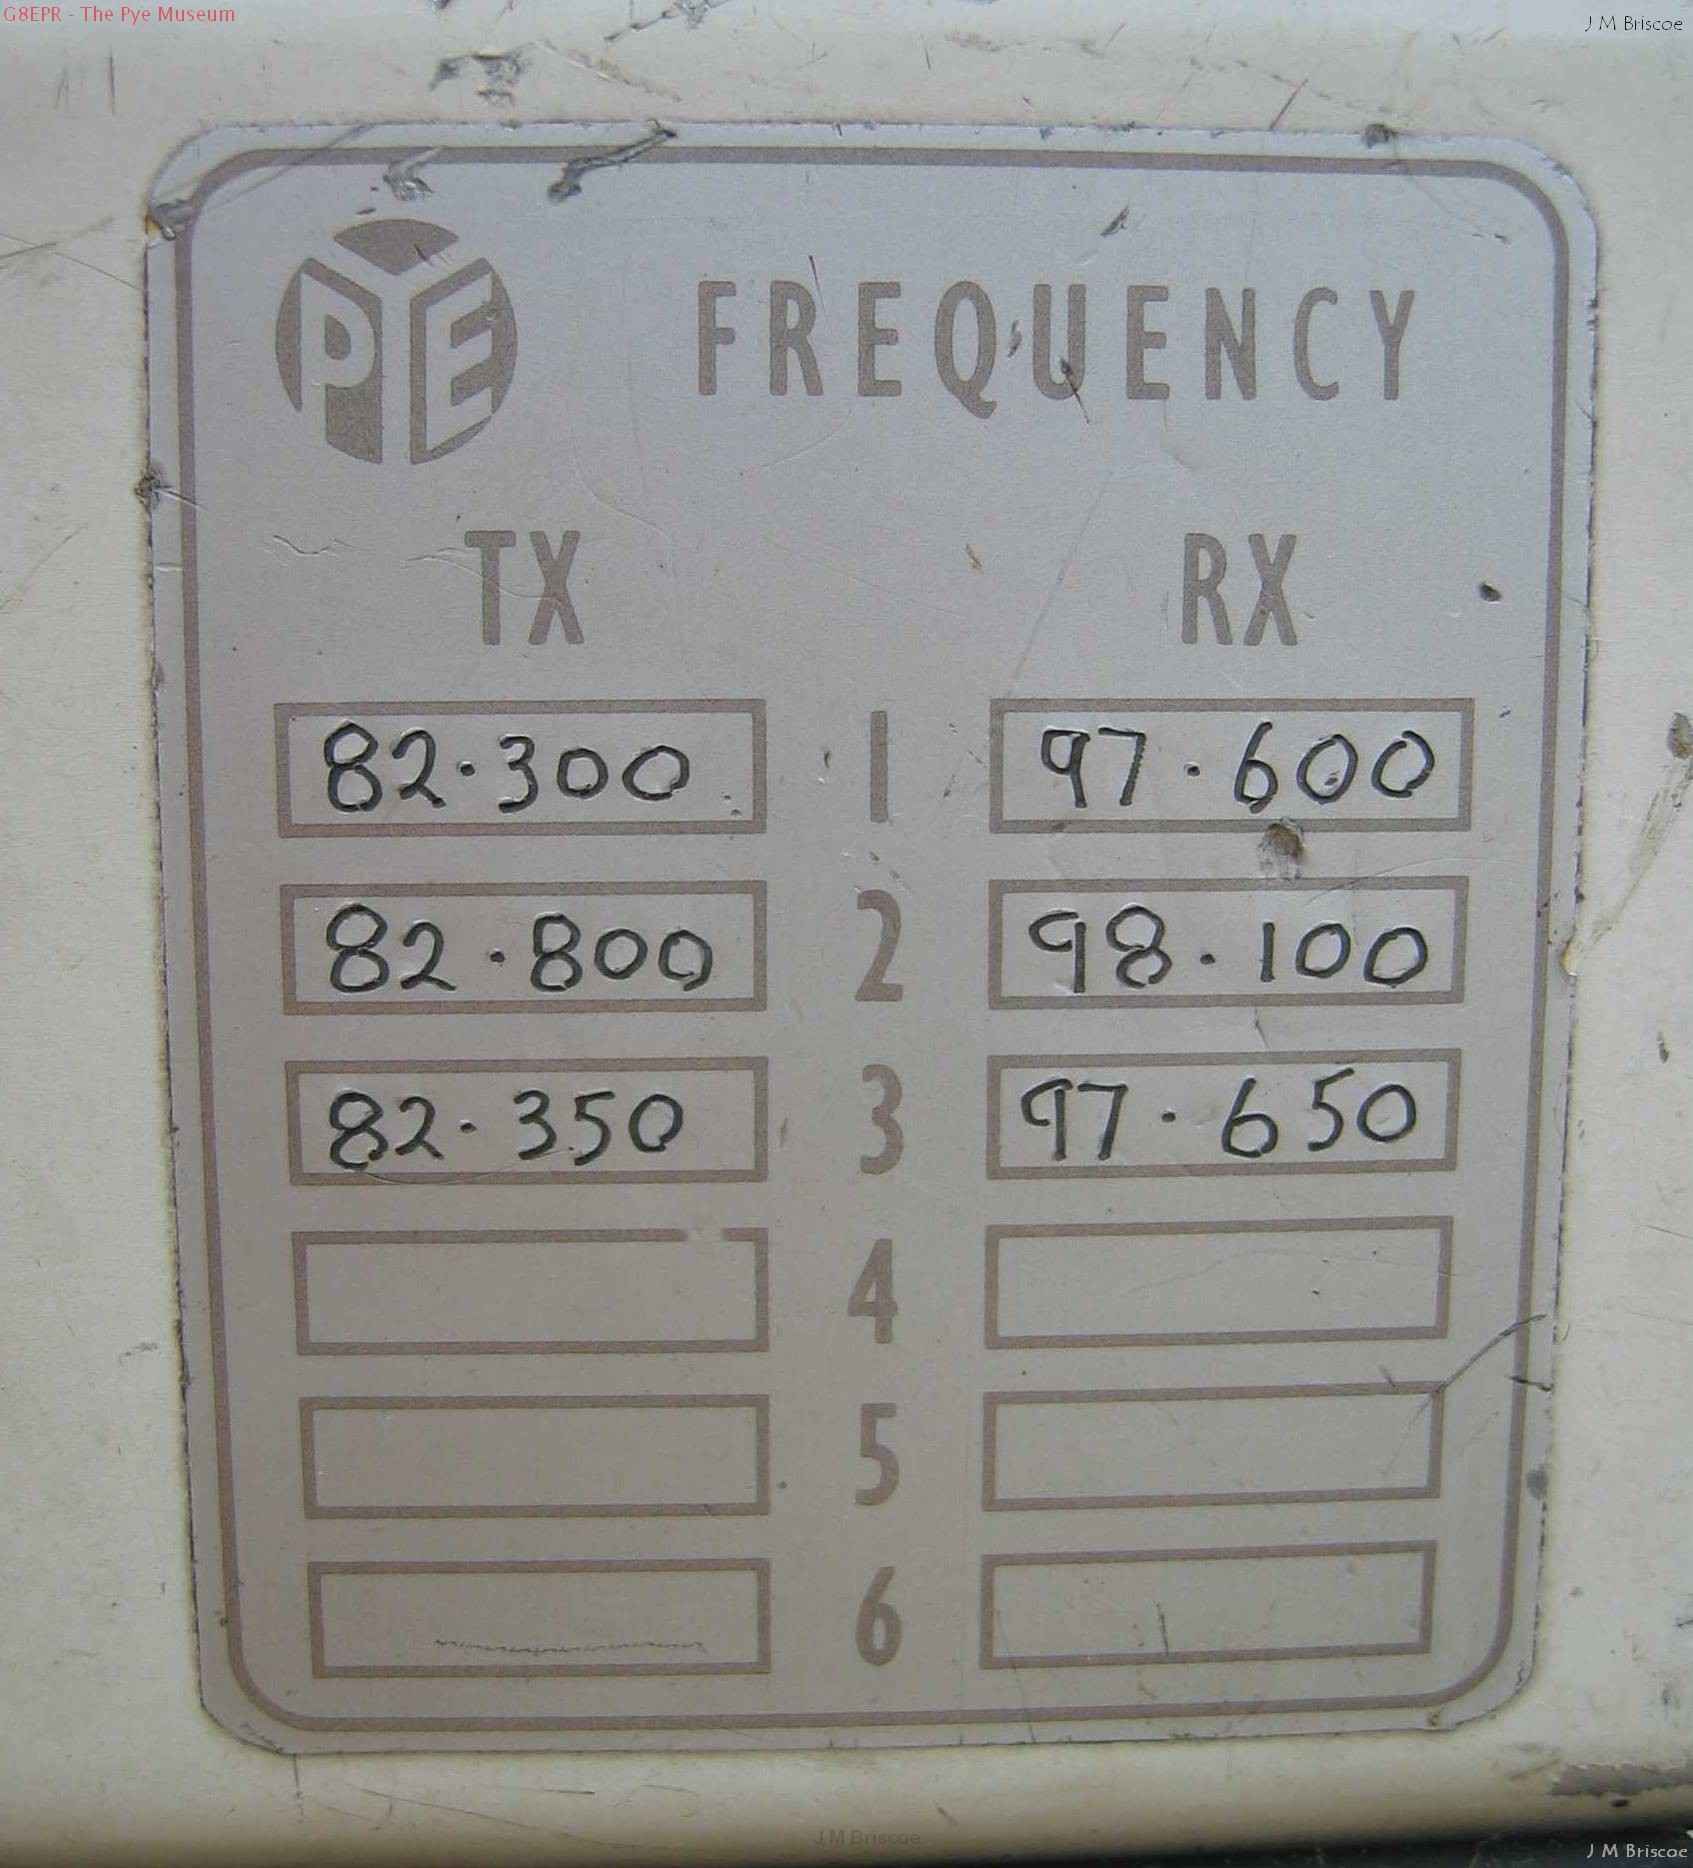 G8EPR - The Pye Museum
J M Briscoe
PYE FREQUENCY
TX RX
82.300 1 97.600
82.800 2 98.100
82.350 3 97.650
4
5
6
J M Briscoe
J M Briscoe